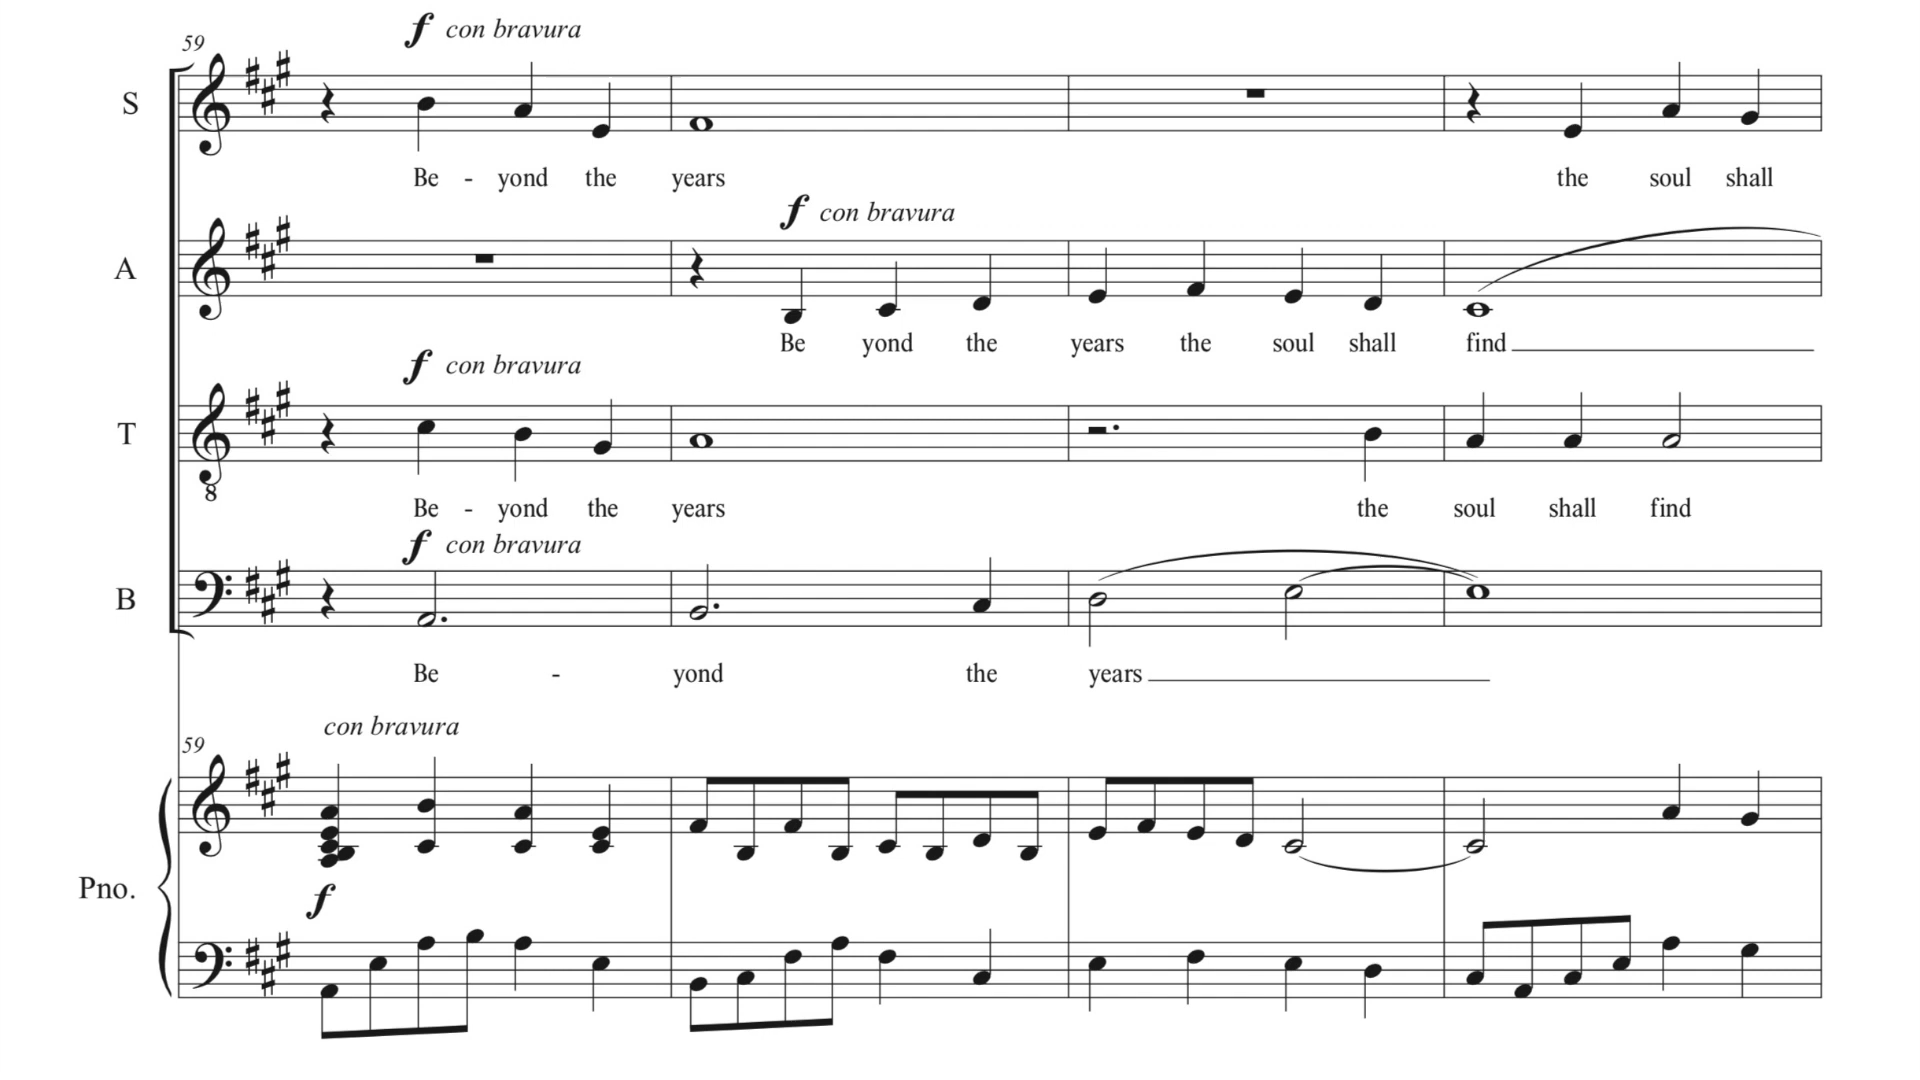 59
f con bravura
S
Be - yond the years the soul shall
f con bravura
A
Be yond the years the soul shall find
f con bravura
T
8
Be - yond the years the soul shall find
f con bravura
B
Be - yond the years
con bravura
59
Pno.
f